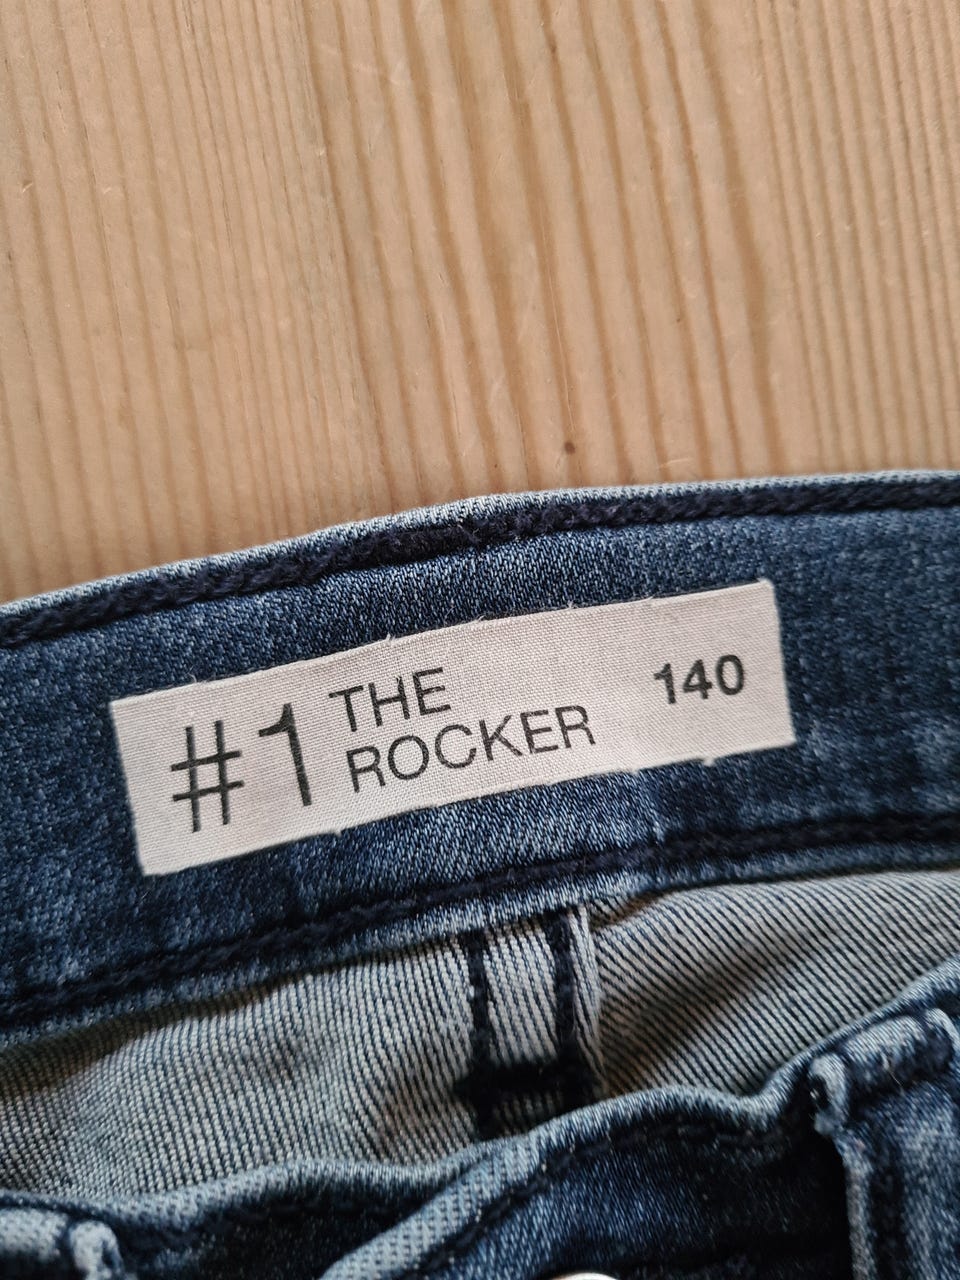 #1 THE
ROCKER
140